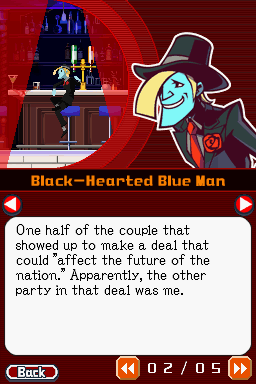 Black-Hearted Blue Man
One half of the couple that
showed up to make a deal that
could "affect the future of the
nation." Apparently, the other
party in that deal was me.
Back
02/05